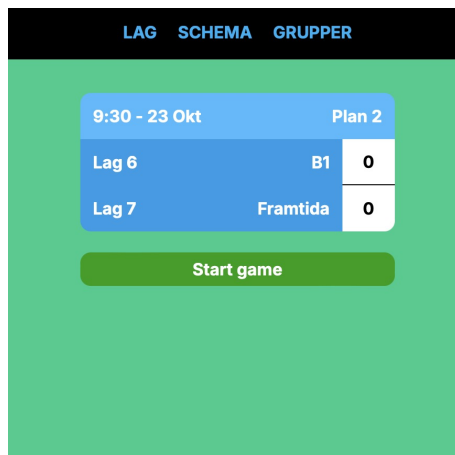 LAG SCHEMA GRUPPER
9:30 - 23 Okt Plan 2
Lag 6 B1 0
Lag 7 Framtida 0
Start game